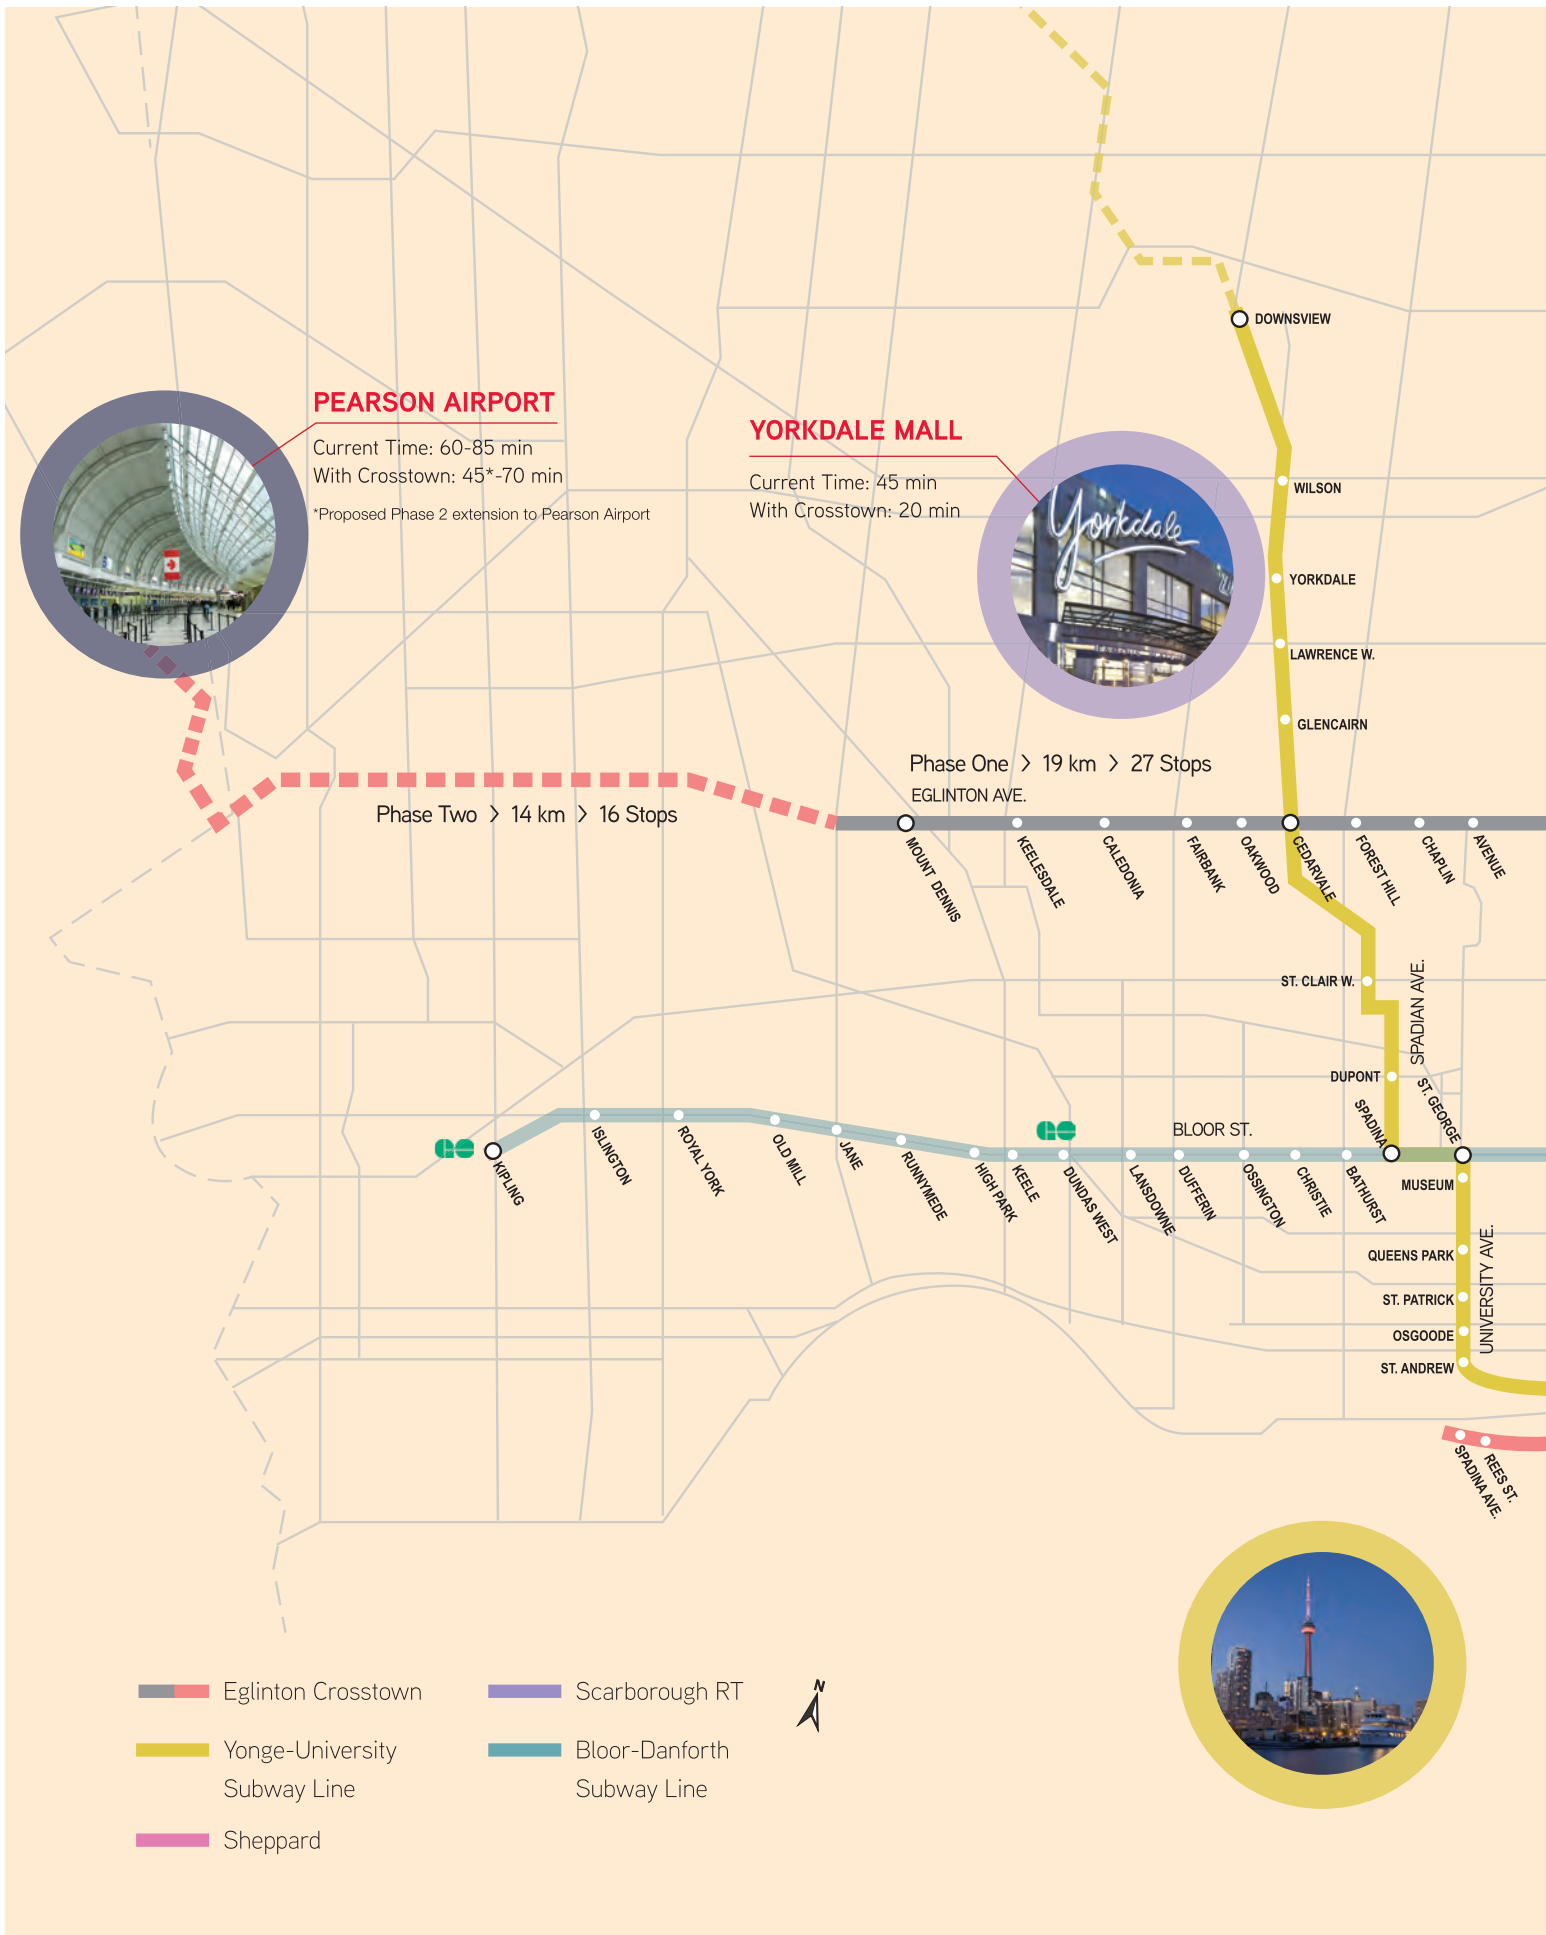 DOWNSVIEW
PEARSON AIRPORT
Current Time: 60-85 min
With Crosstown: 45*-70 min
*Proposed Phase 2 extension to Pearson Airport
YORKDALE MALL
Current Time: 45 min
With Crosstown: 20 min
Yorkdale
WILSON
YORKDALE
LAWRENCE W.
GLENCAIRN
Phase One > 19 km > 27 Stops
EGLINTON AVE.
Phase Two > 14 km > 16 Stops
MOUNT DENNIS
KEELESDALE
CALEDONIA
FAIRBANK
OAKWOOD
CEDARVALE
FOREST HILL
CHAPLIN
AVENUE
ST. CLAIR W.
SPADIAN AVE.
DUPONT
SPADINA
ST. GEORGE
BLOOR ST.
GO
GO
KIPLING
ISLINGTON
ROYAL YORK
OLD MILL
JANE
RUNNYMEDE
HIGH PARK
KEELE
DUNDAS WEST
LANSDOWNE
DUFFERIN
OSSINGTON
CHRISTIE
BATHURST
MUSEUM
QUEENS PARK
ST. PATRICK
OSGOODE
ST. ANDREW
UNIVERSITY AVE.
SPADINA AVE.
REES ST.
Eglinton Crosstown
Scarborough RT
N
Yonge-University
Subway Line
Bloor-Danforth
Subway Line
Sheppard